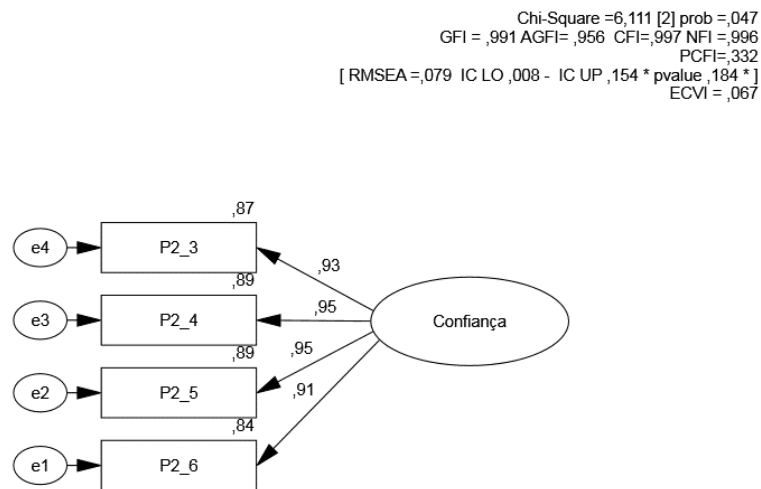 Chi-Square =6,111 [2] prob =,047
GFI = ,991 AGFI= ,956 CFI=,997 NFI =,996
PCFI=,332
[ RMSEA =,079 IC LO ,008 - IC UP ,154 * pvalue ,184 * ]
ECVI = ,067
,87
e4 P2_3
,93
,89
e3 P2_4
,95
Confiança
,89
,95
e2 P2_5
,91
,84
e1 P2_6